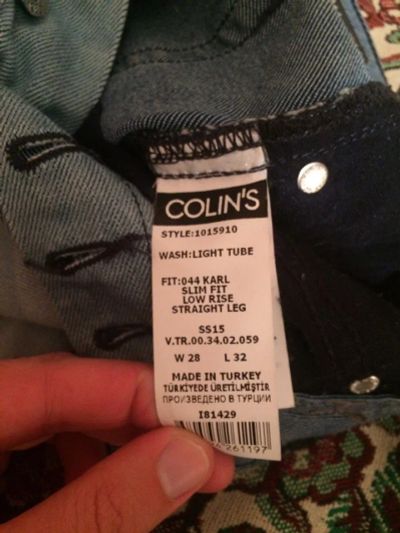 COLIN'S
STYLE:1015910
WASH:LIGHT TUBE
FIT:044 KARL
SLIM FIT
LOW RISE
STRAIGHT LEG
SS15
V.TR.00.34.02.059
W 28 L 32
MADE IN TURKEY
TÜRKİYEDE ÜRETİLMİŞTİR
ПРОИЗВЕДЕНО В ТУРЦИИ
I81429
261197